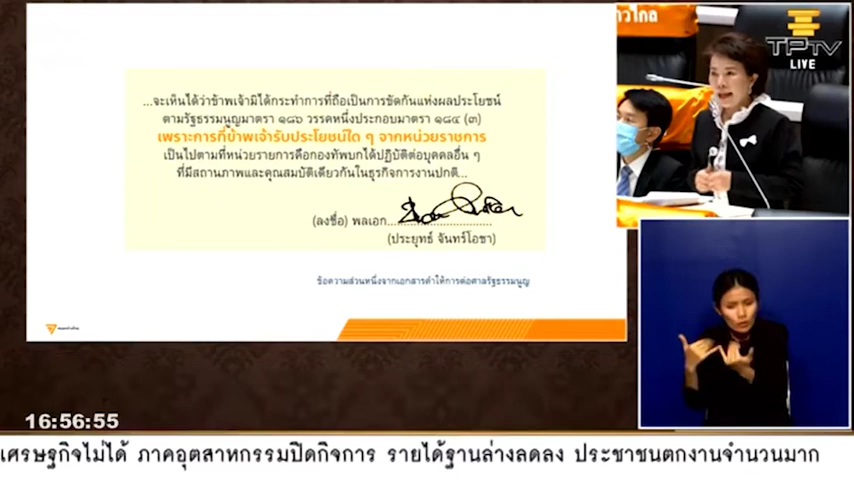 ...จะเห็นได้ว่าข้าพเจ้ามิได้กระทำการที่ถือเป็นการขัดกันแห่งผลประโยชน์
ตามรัฐธรรมนูญมาตรา ๑๘๖ วรรคหนึ่งประกอบมาตรา ๑๘๔ (๓)
เพราะการที่ข้าพเจ้ารับประโยชน์ใด ๆ จากหน่วยราชการ
เป็นไปตามที่หน่วยราชการคือกองทัพบกได้ปฏิบัติต่อบุคคลอื่น ๆ
ที่มีสถานภาพและคุณสมบัติเดียวกันในธุรกิจการงานปกติ...
(ลงชื่อ) พลเอก
(ประยุทธ์ จันทร์โอชา)
ข้อความส่วนหนึ่งจากเอกสารคำให้การต่อศาลรัฐธรรมนูญ
TPTV
LIVE
16:56:55
เศรษฐกิจไม่ได้ ภาคอุตสาหกรรมปิดกิจการ รายได้ฐานล่างลดลง ประชาชนตกงานจำนวนมาก